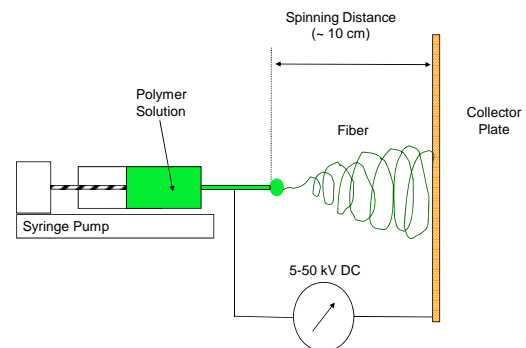 Spinning Distance
(~ 10 cm)
Polymer
Solution
Fiber
Collector
Plate
Syringe Pump
5-50 kV DC